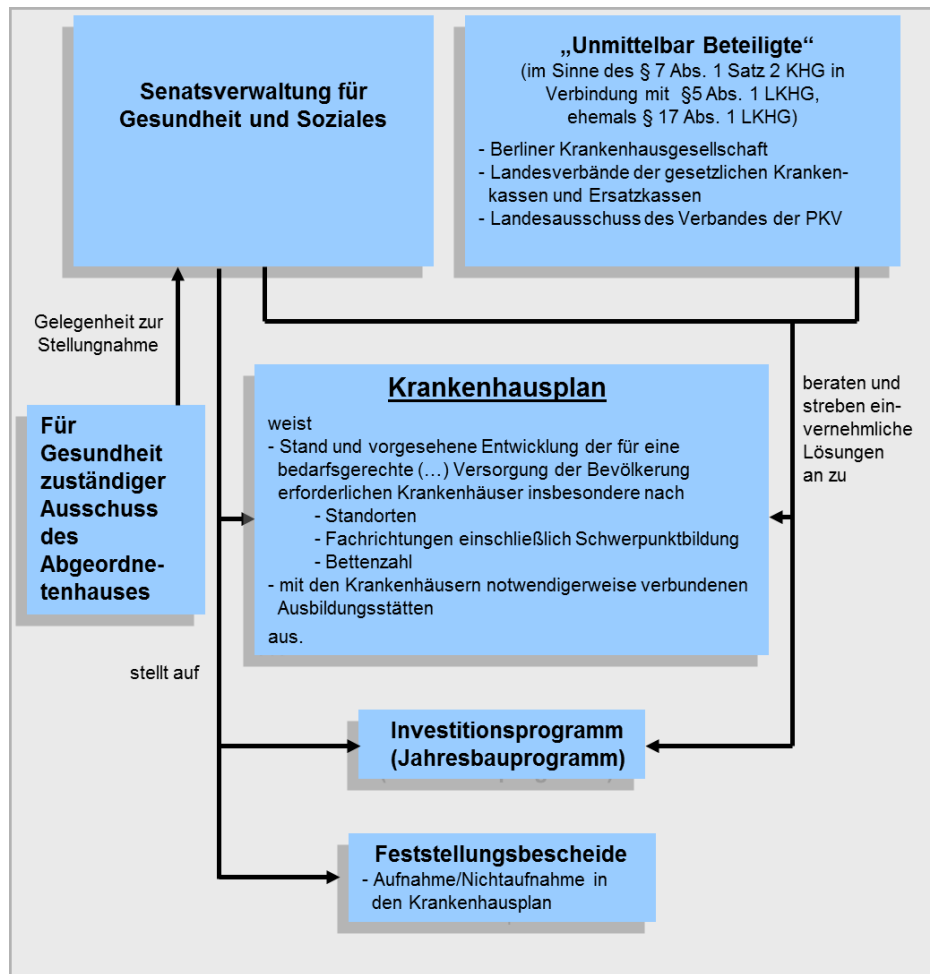 Senatsverwaltung für
Gesundheit und Soziales
„Unmittelbar Beteiligte“
(im Sinne des § 7 Abs. 1 Satz 2 KHG in
Verbindung mit §5 Abs. 1 LKHG,
ehemals § 17 Abs. 1 LKHG)
- Berliner Krankenhausgesellschaft
- Landesverbände der gesetzlichen Kranken-
kassen und Ersatzkassen
- Landesausschuss des Verbandes der PKV
Gelegenheit zur
Stellungnahme
Für
Gesundheit
zuständiger
Ausschuss
des
Abgeordne-
tenhauses
Krankenhausplan
weist
- Stand und vorgesehene Entwicklung der für eine
bedarfsgerechte (…) Versorgung der Bevölkerung
erforderlichen Krankenhäuser insbesondere nach
- Standorten
- Fachrichtungen einschließlich Schwerpunktbildung
- Bettenzahl
- mit den Krankenhäusern notwendigerweise verbundenen
Ausbildungsstätten
aus.
beraten und
streben ein-
vernehmliche
Lösungen
an zu
stellt auf
Investitionsprogramm
(Jahresbauprogramm)
Feststellungsbescheide
- Aufnahme/Nichtaufnahme in
den Krankenhausplan